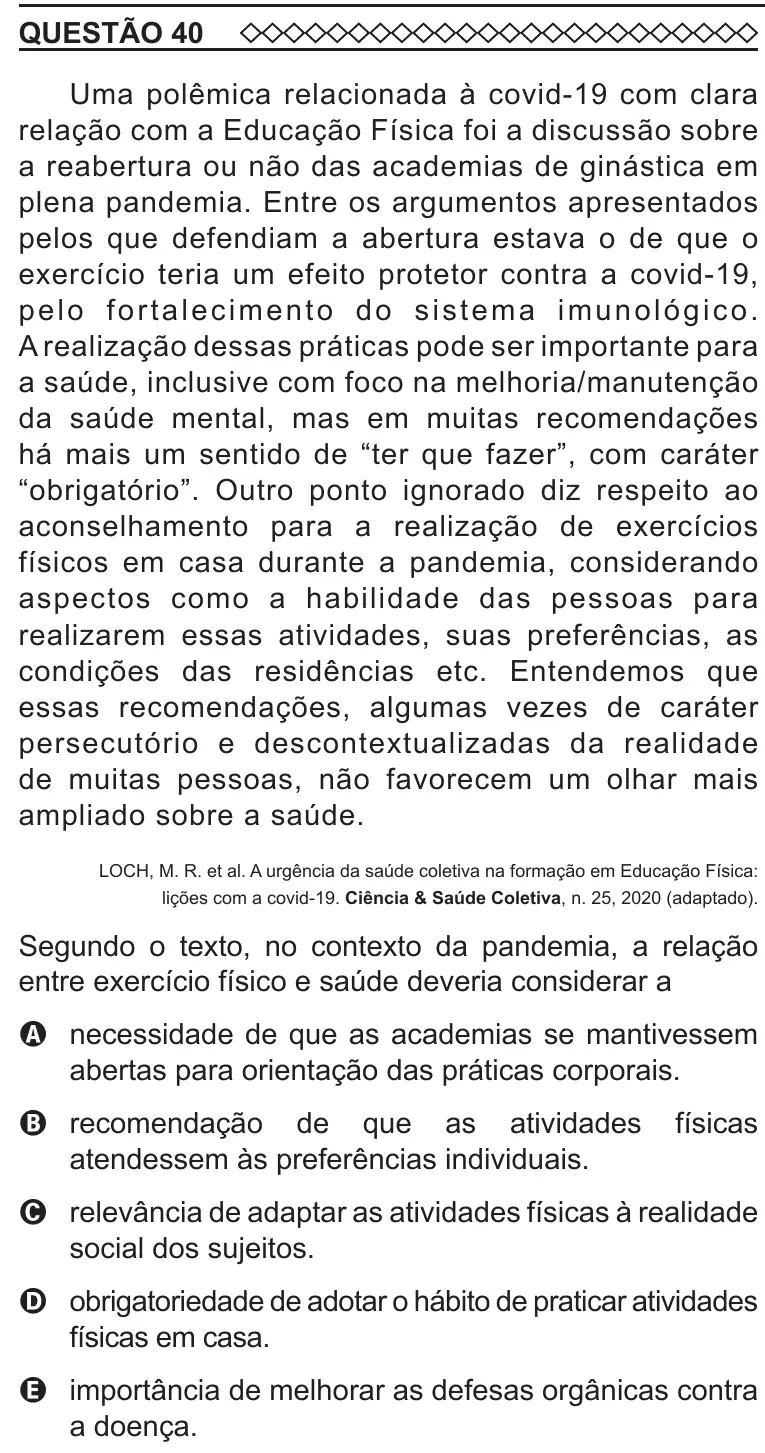 QUESTÃO 40
Uma polêmica relacionada à covid-19 com clara
relação com a Educação Física foi a discussão sobre
a reabertura ou não das academias de ginástica em
plena pandemia. Entre os argumentos apresentados
pelos que defendiam a abertura estava o de que o
exercício teria um efeito protetor contra a covid-19,
pelo fortalecimento do sistema imunológico.
A realização dessas práticas pode ser importante para
a saúde, inclusive com foco na melhoria/manutenção
da saúde mental, mas em muitas recomendações
há mais um sentido de “ter que fazer”, com caráter
“obrigatório”. Outro ponto ignorado diz respeito ao
aconselhamento para a realização de exercícios
físicos em casa durante a pandemia, considerando
aspectos como a habilidade das pessoas para
realizarem essas atividades, suas preferências, as
condições das residências etc. Entendemos que
essas recomendações, algumas vezes de caráter
persecutório e descontextualizadas da realidade
de muitas pessoas, não favorecem um olhar mais
ampliado sobre a saúde.
LOCH, M. R. et al. A urgência da saúde coletiva na formação em Educação Física:
lições com a covid-19. Ciência & Saúde Coletiva, n. 25, 2020 (adaptado).
Segundo o texto, no contexto da pandemia, a relação
entre exercício físico e saúde deveria considerar a
A necessidade de que as academias se mantivessem
abertas para orientação das práticas corporais.
B recomendação de que as atividades físicas
atendessem às preferências individuais.
C relevância de adaptar as atividades físicas à realidade
social dos sujeitos.
D obrigatoriedade de adotar o hábito de praticar atividades
físicas em casa.
E importância de melhorar as defesas orgânicas contra
a doença.